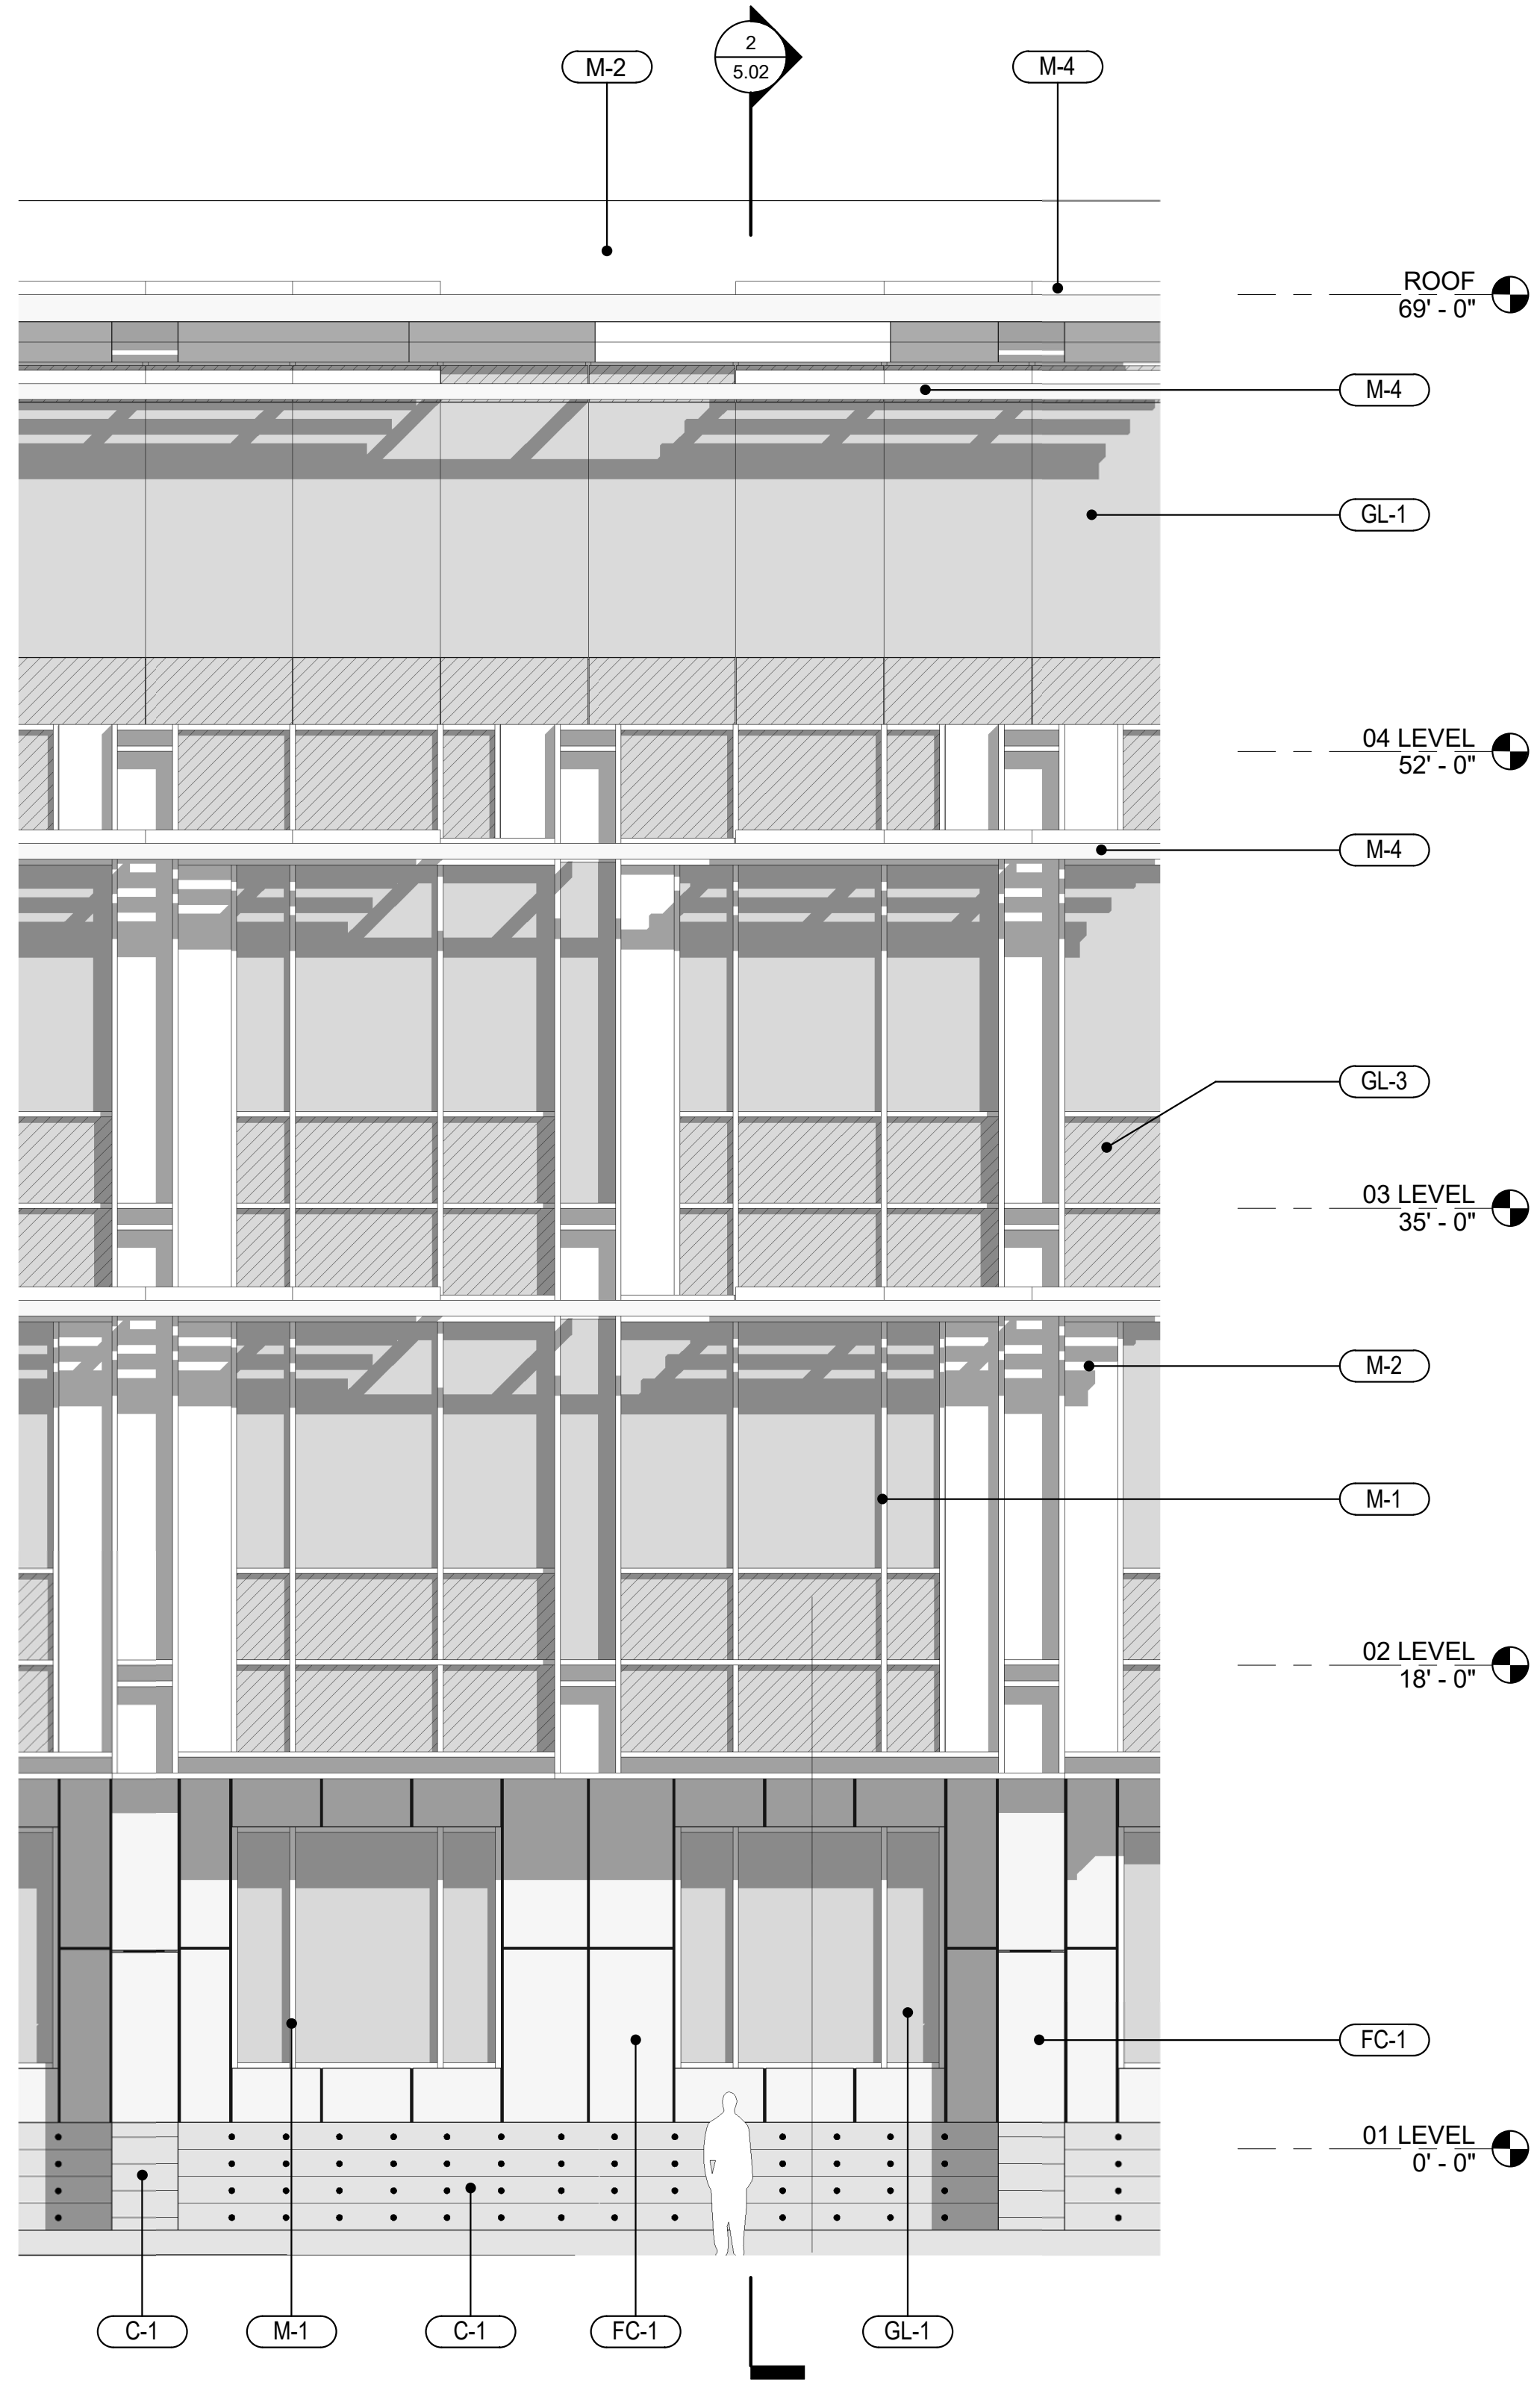 M-2
2
5.02
M-4
ROOF
69' - 0"
M-4
GL-1
04 LEVEL
52' - 0"
M-4
GL-3
03 LEVEL
35' - 0"
M-2
M-1
02 LEVEL
18' - 0"
FC-1
01 LEVEL
0' - 0"
C-1
M-1
C-1
FC-1
GL-1